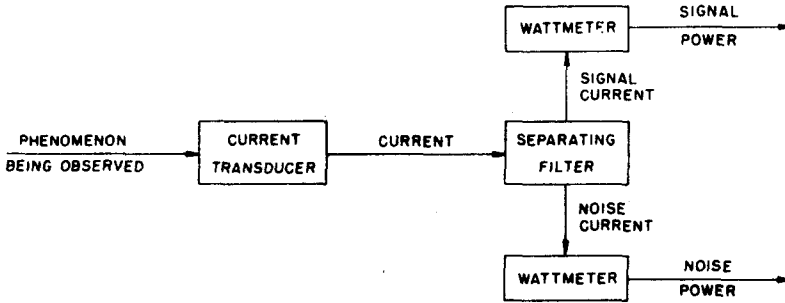 PHENOMENON
BEING OBSERVED
CURRENT
TRANSDUCER
CURRENT
SEPARATING
FILTER
SIGNAL
CURRENT
WATTMETER
SIGNAL
POWER
NOISE
CURRENT
WATTMETER
NOISE
POWER